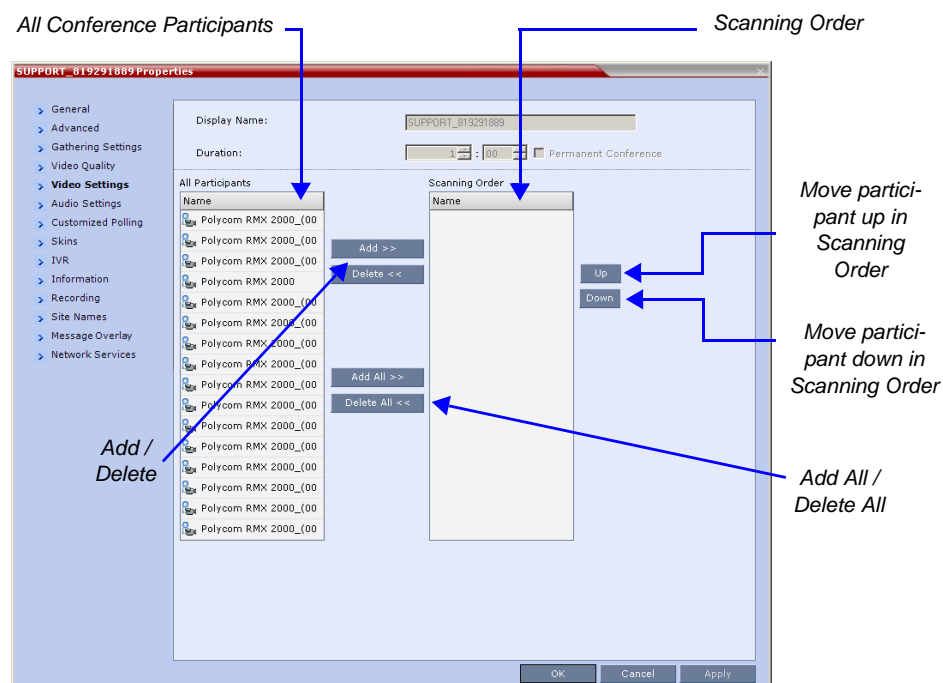 All Conference Participants
Scanning Order
SUPPORT_819291889 Properties
General
Advanced
Gathering Settings
Video Quality
Video Settings
Audio Settings
Customized Polling
Skins
IVR
Information
Recording
Site Names
Message Overlay
Network Services
Display Name:
SUPPORT_819291889
Duration:
1 : 00
Permanent Conference
All Participants
Name
Polycom RMX 2000_(00
Polycom RMX 2000_(00
Polycom RMX 2000_(00
Polycom RMX 2000
Polycom RMX 2000_(00
Polycom RMX 2000_(00
Polycom RMX 2000_(00
Polycom RMX 2000_(00
Polycom RMX 2000_(00
Polycom RMX 2000_(00
Polycom RMX 2000_(00
Polycom RMX 2000_(00
Polycom RMX 2000_(00
Polycom RMX 2000_(00
Polycom RMX 2000_(00
Polycom RMX 2000_(00
Add >>
Delete <<
Add All >>
Delete All <<
Scanning Order
Name
Up
Down
Move partici-
pant up in
Scanning
Order
Move partici-
pant down in
Scanning Order
Add /
Delete
Add All /
Delete All
OK
Cancel
Apply